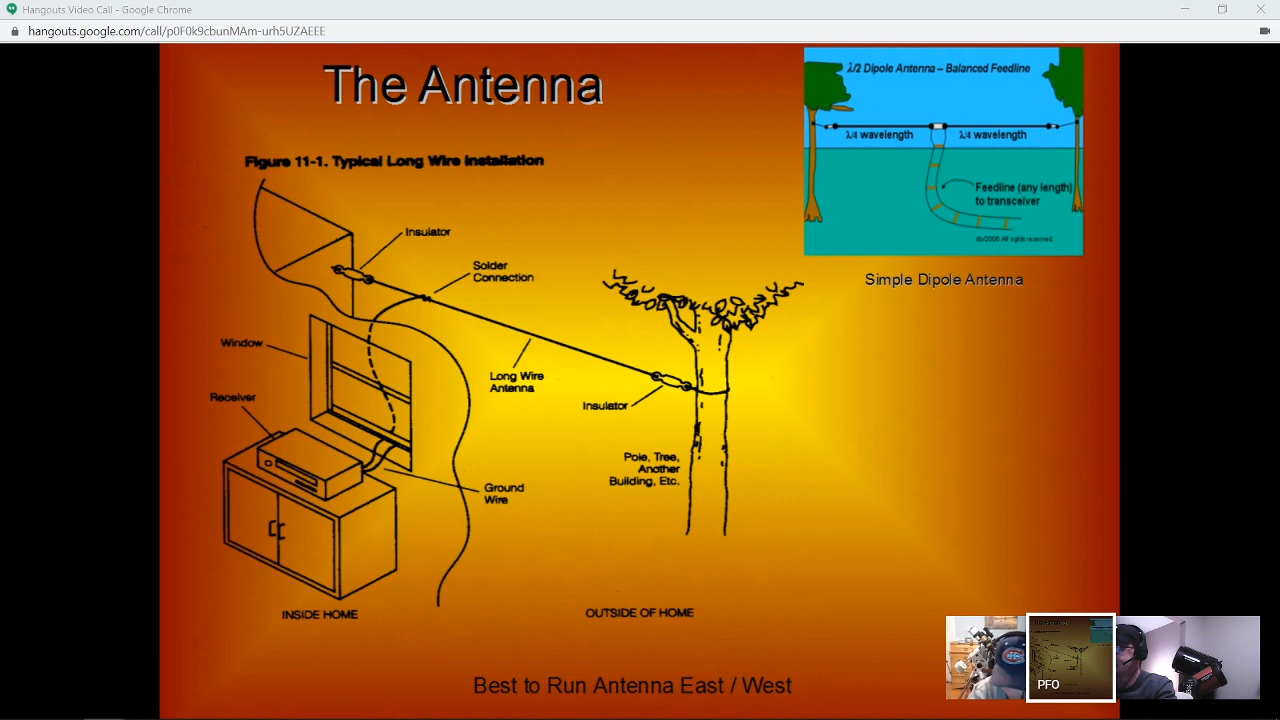 Hangouts Video Call - Google Chrome
hangouts.google.com/call/p0F0k9cbunMAm-urh5UZAEEE
The Antenna
λ/2 Dipole Antenna – Balanced Feedline
λ/4 wavelength
λ/4 wavelength
Feedline (any length)
to transceiver
All rights reserved.
Simple Dipole Antenna
Figure 11-1. Typical Long Wire Installation
Insulator
Solder
Connection
Window
Long Wire
Antenna
Receiver
Insulator
Pole, Tree,
Another
Building, Etc.
Ground
Wire
INSIDE HOME
OUTSIDE OF HOME
Best to Run Antenna East / West
PFO